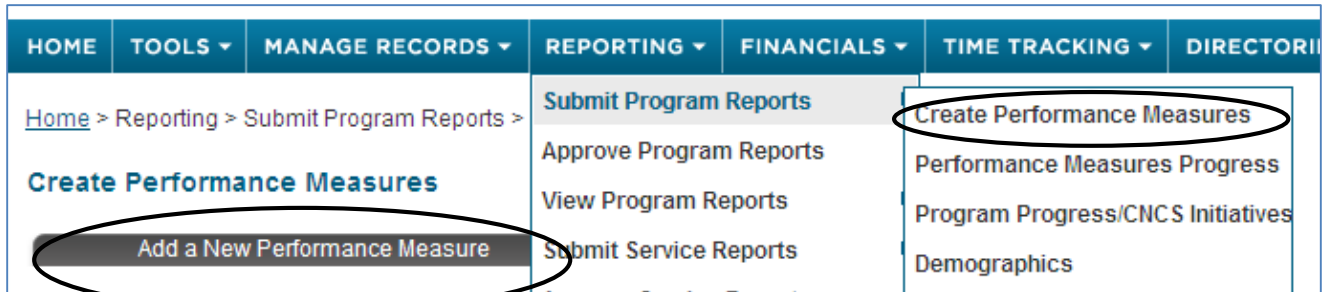 HOME TOOLS MANAGE RECORDS REPORTING FINANCIALS TIME TRACKING
Home > Reporting > Submit Program Reports >
Create Performance Measures
Add a New Performance Measure
Submit Program Reports
Approve Program Reports
View Program Reports
Submit Service Reports
Create Performance Measures
Performance Measures Progress
Program Progress/CNCS Initiatives
Demographics